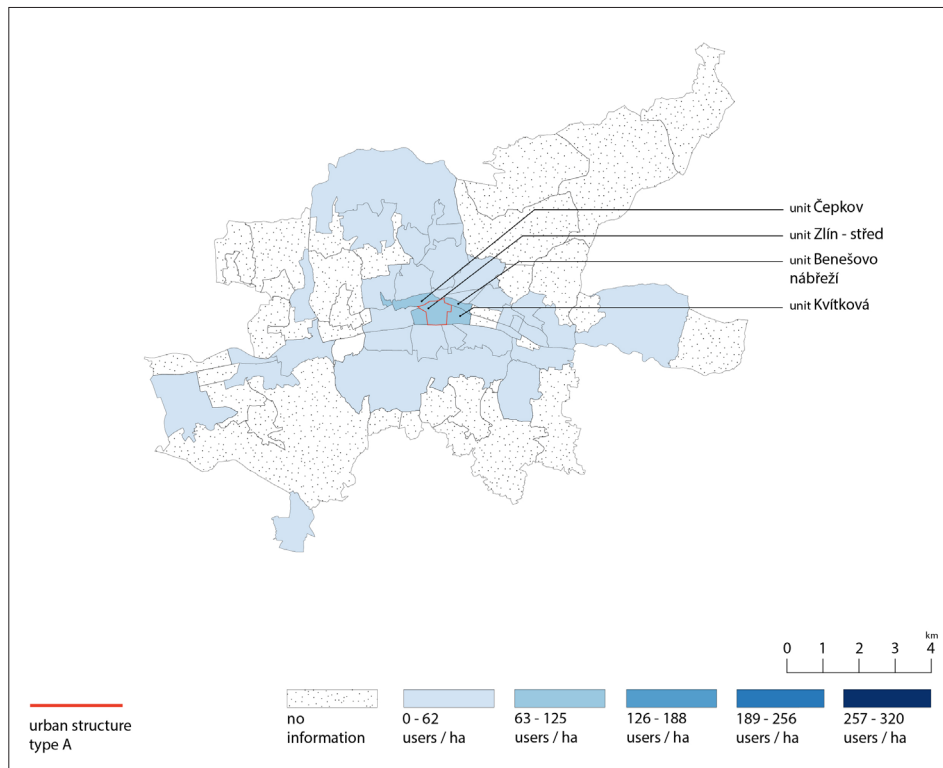 unit Čepkov
unit Zlín - střed
unit Benešovo
nábřeží
unit Kvítková
km
0 1 2 3 4
urban structure
type A
no
information
0 - 62
users / ha
63 - 125
users / ha
126 - 188
users / ha
189 - 256
users / ha
257 - 320
users / ha